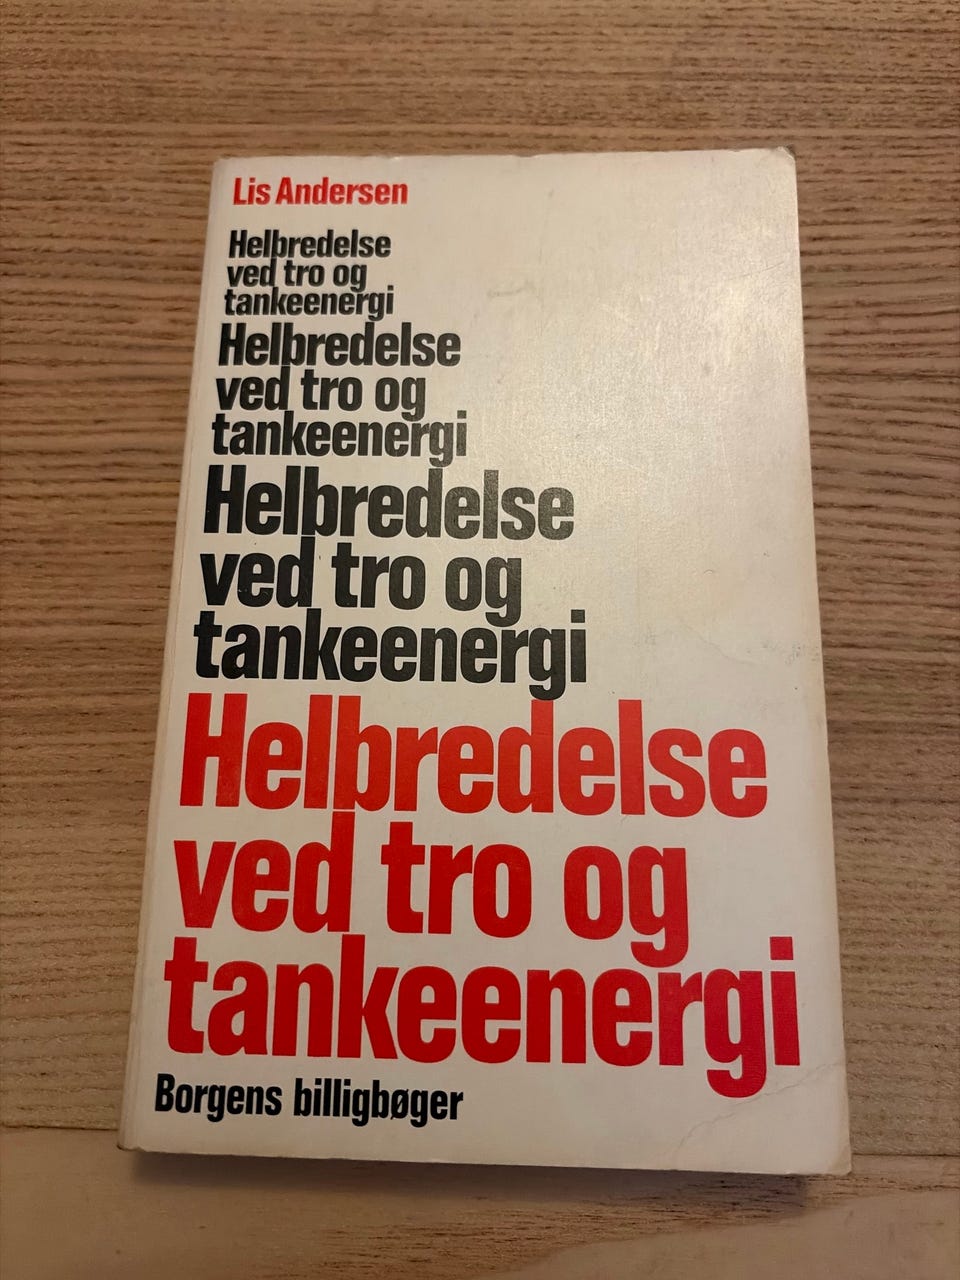 Lis Andersen
Helbredelse
ved tro og
tankeenergi
Helbredelse
ved tro og
tankeenergi
Helbredelse
ved tro og
tankeenergi
Helbredelse
ved tro og
tankeenergi
Borgens billigbøger